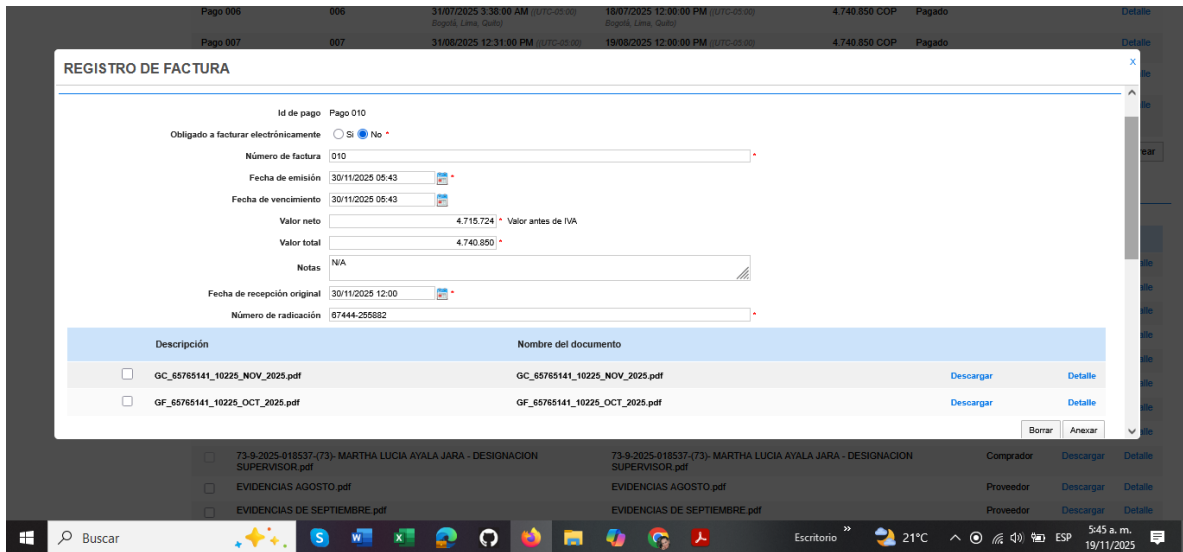 Pago 006 006 31/07/2025 3:38:00 AM ((UTC-05:00) 18/07/2025 12:00:00 PM ((UTC-05:00) 4.740.850 COP Pagado Detalle
Bogotá, Lima, Quito) Bogotá, Lima, Quito)
Pago 007 007 31/08/2025 12:31:00 PM ((UTC-05:00) 19/08/2025 12:00:00 PM ((UTC-05:00) 4.740.850 COP Pagado Detalle
REGISTRO DE FACTURA x
Id de pago Pago 010
Obligado a facturar electrónicamente Si No *
Número de factura 010 *
Fecha de emisión 30/11/2025 05:43 *
Fecha de vencimiento 30/11/2025 05:43
Valor neto 4.715.724 * Valor antes de IVA
Valor total 4.740.850 *
Notas N/A
Fecha de recepción original 30/11/2025 12:00 *
Número de radicación 67444-255882 *
Descripción Nombre del documento
GC_65765141_10225_NOV_2025.pdf GC_65765141_10225_NOV_2025.pdf Descargar Detalle
GF_65765141_10225_OCT_2025.pdf GF_65765141_10225_OCT_2025.pdf Descargar Detalle
Borrar Anexar
73-9-2025-018537-(73)- MARTHA LUCIA AYALA JARA - DESIGNACION 73-9-2025-018537-(73)- MARTHA LUCIA AYALA JARA - DESIGNACION Comprador Descargar Detalle
SUPERVISOR.pdf SUPERVISOR.pdf
EVIDENCIAS AGOSTO.pdf EVIDENCIAS AGOSTO.pdf Proveedor Descargar Detalle
EVIDENCIAS DE SEPTIEMBRE.pdf EVIDENCIAS DE SEPTIEMBRE.pdf Proveedor Descargar Detalle
Buscar Escritorio » 21°C ESP 5:45 a. m.
19/11/2025